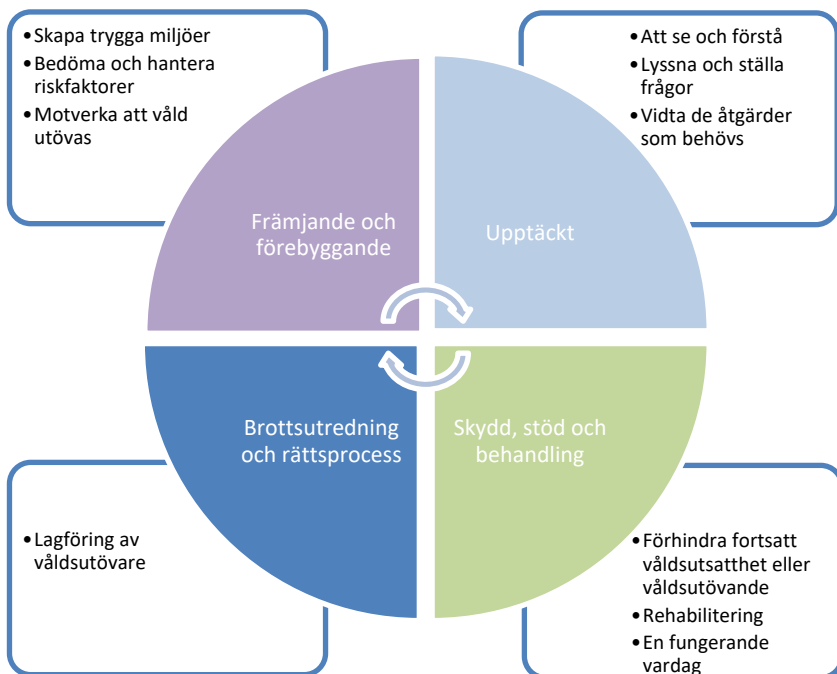 •Skapa trygga miljöer
•Bedöma och hantera
riskfaktorer
•Motverka att våld
utövas
•Att se och förstå
•Lyssna och ställa
frågor
•Vidta de åtgärder
som behövs
Främjande och
förebyggande
Upptäckt
Brottsutredning
och rättsprocess
Skydd, stöd och
behandling
•Lagföring av
våldsutövare
•Förhindra fortsatt
våldsutsatthet eller
våldsutövande
•Rehabilitering
•En fungerande
vardag